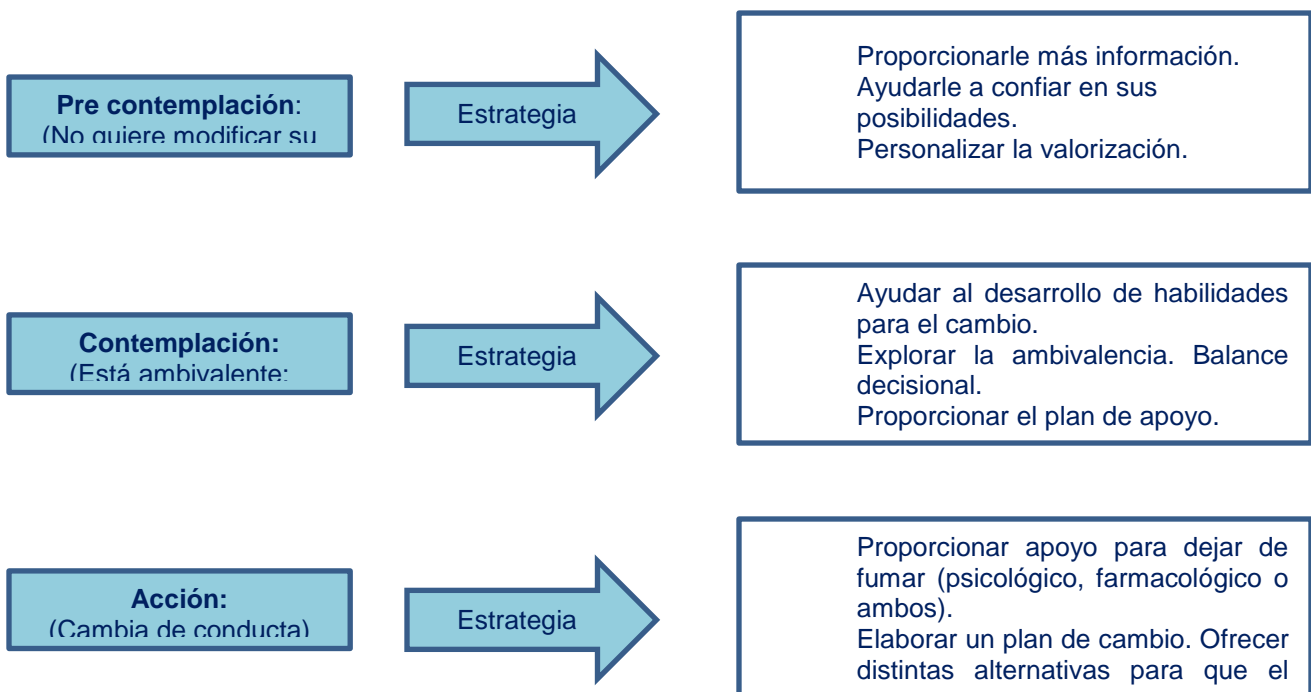 Pre contemplación:
(No quiere modificar su
Estrategia
Proporcionarle más información.
Ayudarle a confiar en sus
posibilidades.
Personalizar la valorización.
Contemplación:
(Está ambivalente;
Estrategia
Ayudar al desarrollo de habilidades
para el cambio.
Explorar la ambivalencia. Balance
decisional.
Proporcionar el plan de apoyo.
Acción:
(Cambia de conducta)
Estrategia
Proporcionar apoyo para dejar de
fumar (psicológico, farmacológico o
ambos).
Elaborar un plan de cambio. Ofrecer
distintas alternativas para que el